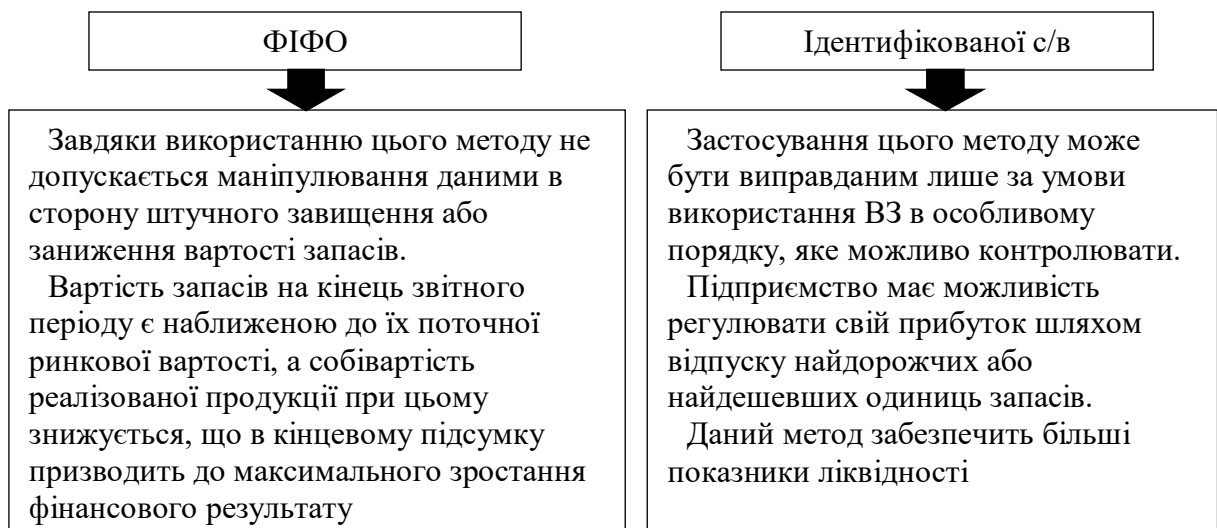 ФІФО
Завдяки використанню цього методу не
допускається маніпулювання даними в
сторону штучного завищення або
заниження вартості запасів.
Вартість запасів на кінець звітного
періоду є наближеною до їх поточної
ринкової вартості, а собівартість
реалізованої продукції при цьому
знижується, що в кінцевому підсумку
призводить до максимального зростання
фінансового результату
Ідентифікованої с/в
Застосування цього методу може
бути виправданим лише за умови
використання ВЗ в особливому
порядку, яке можливо контролювати.
Підприємство має можливість
регулювати свій прибуток шляхом
відпуску найдорожчих або
найдешевших одиниць запасів.
Даний метод забезпечить більші
показники ліквідності